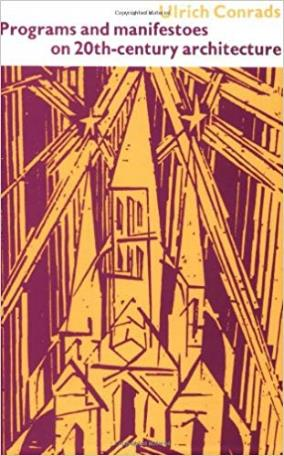 Ulrich Conrads
Programs and manifestoes
on 20th-century architecture